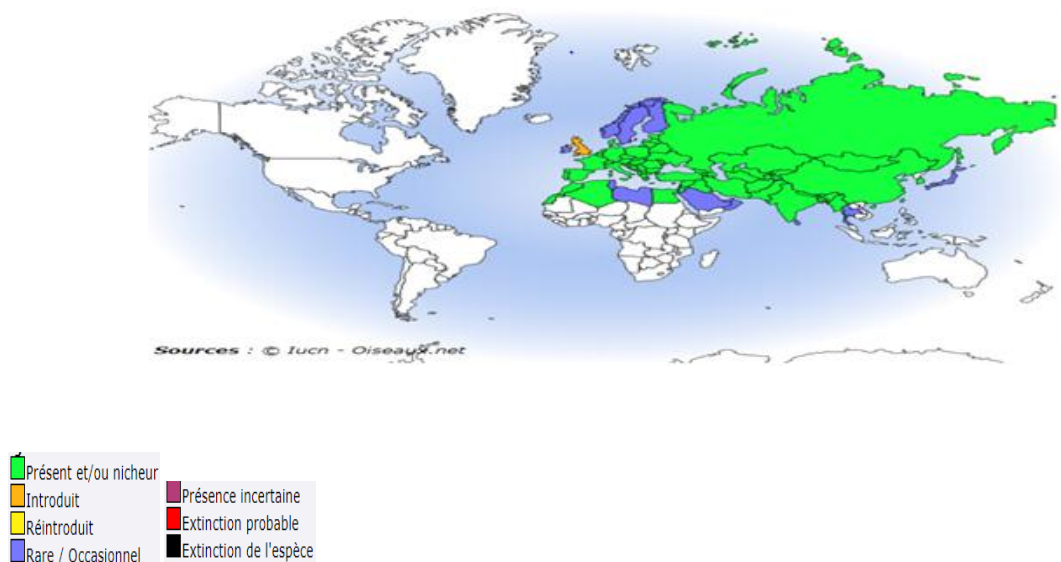 Sources : © Iucn - Oiseaux.net
Présent et/ou nicheur
Introduit
Réintroduit
Rare / Occasionnel
Présence incertaine
Extinction probable
Extinction de l'espèce